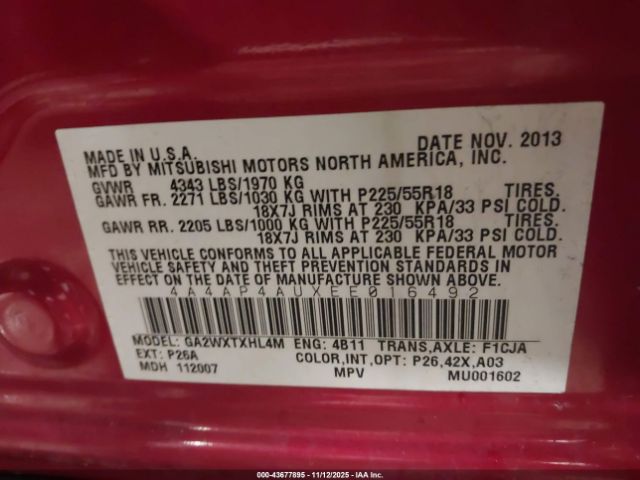 MADE IN U.S.A. DATE NOV. 2013
MFD BY MITSUBISHI MOTORS NORTH AMERICA, INC.
GVWR 4343 LBS/1970 KG
GAWR FR. 2271 LBS/1030 KG WITH P225/55R18 TIRES.
18X7J RIMS AT 230 KPA/33 PSI COLD.
GAWR RR. 2205 LBS/1000 KG WITH P225/55R18 TIRES.
18X7J RIMS AT 230 KPA/33 PSI COLD.
THIS VEHICLE CONFORMS TO ALL APPLICABLE FEDERAL MOTOR
VEHICLE SAFETY AND THEFT PREVENTION STANDARDS IN
EFFECT ON THE DATE OF MANUFACTURE SHOWN ABOVE.
4A4AP4AUXEE016492
MODEL: GA2WXTXHL4M ENG: 4B11 TRANS,AXLE: F1CJA
EXT: P26A COLOR,INT,OPT: P26,42X,A03
MDH 112007 MPV MU001602
000-43677895 - 11/12/2025 - IAA Inc.